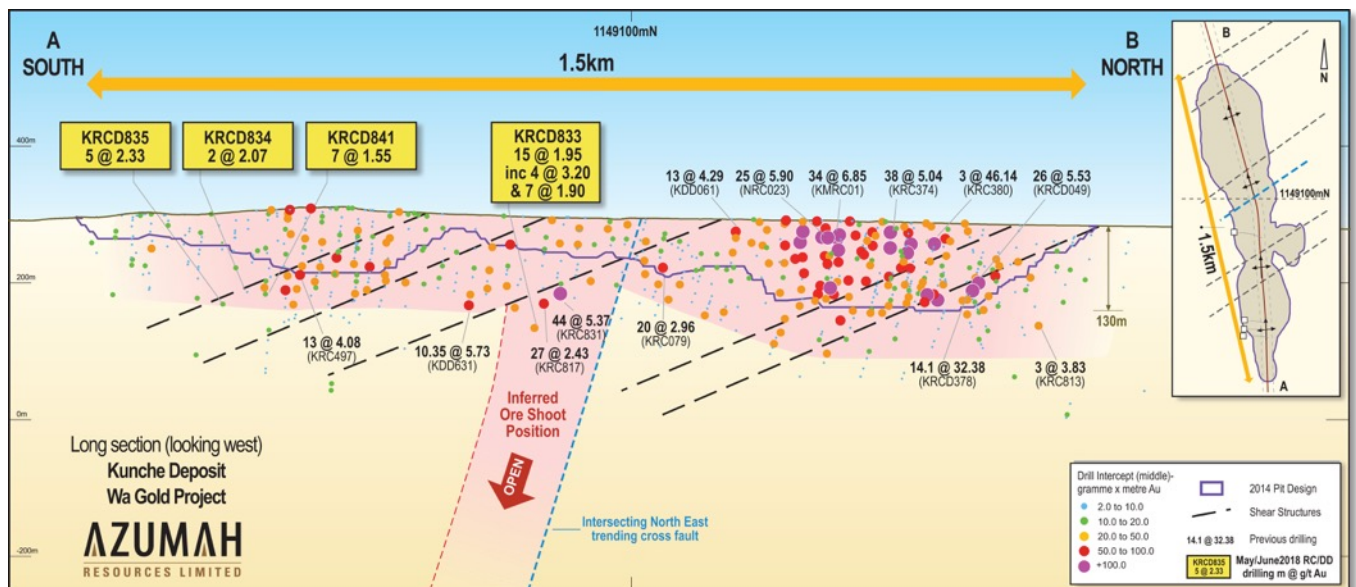 A
SOUTH
1149100mN
1.5km
B
NORTH
400m
200m
0m
-200m
KRCD835
5 @ 2.33
KRCD834
2 @ 2.07
KRCD841
7 @ 1.55
KRCD833
15 @ 1.95
inc 4 @ 3.20
& 7 @ 1.90
13 @ 4.29
(KDD061)
25 @ 5.90
(NRC023)
34 @ 6.85
(KMRC01)
38 @ 5.04
(KRC374)
3 @ 46.14
(KRC380)
26 @ 5.53
(KRCD049)
13 @ 4.08
(KRC497)
10.35 @ 5.73
(KDD631)
44 @ 5.37
(KRC831)
27 @ 2.43
(KRC817)
20 @ 2.96
(KRC079)
14.1 @ 32.38
(KRCD378)
3 @ 3.83
(KRC813)
130m
Inferred
Ore Shoot
Position
OPEN
Intersecting North East
trending cross fault
Long section (looking west)
Kunche Deposit
Wa Gold Project
AZUMAH
RESOURCES LIMITED
B
N
1149100mN
1.5km
A
Drill Intercept (middle)-
gramme x metre Au
2.0 to 10.0
10.0 to 20.0
20.0 to 50.0
50.0 to 100.0
+100.0
2014 Pit Design
Shear Structures
14.1 @ 32.38
Previous drilling
KRCD835
5 @ 2.33
May/June2018 RC/DD
drilling m @ g/t Au